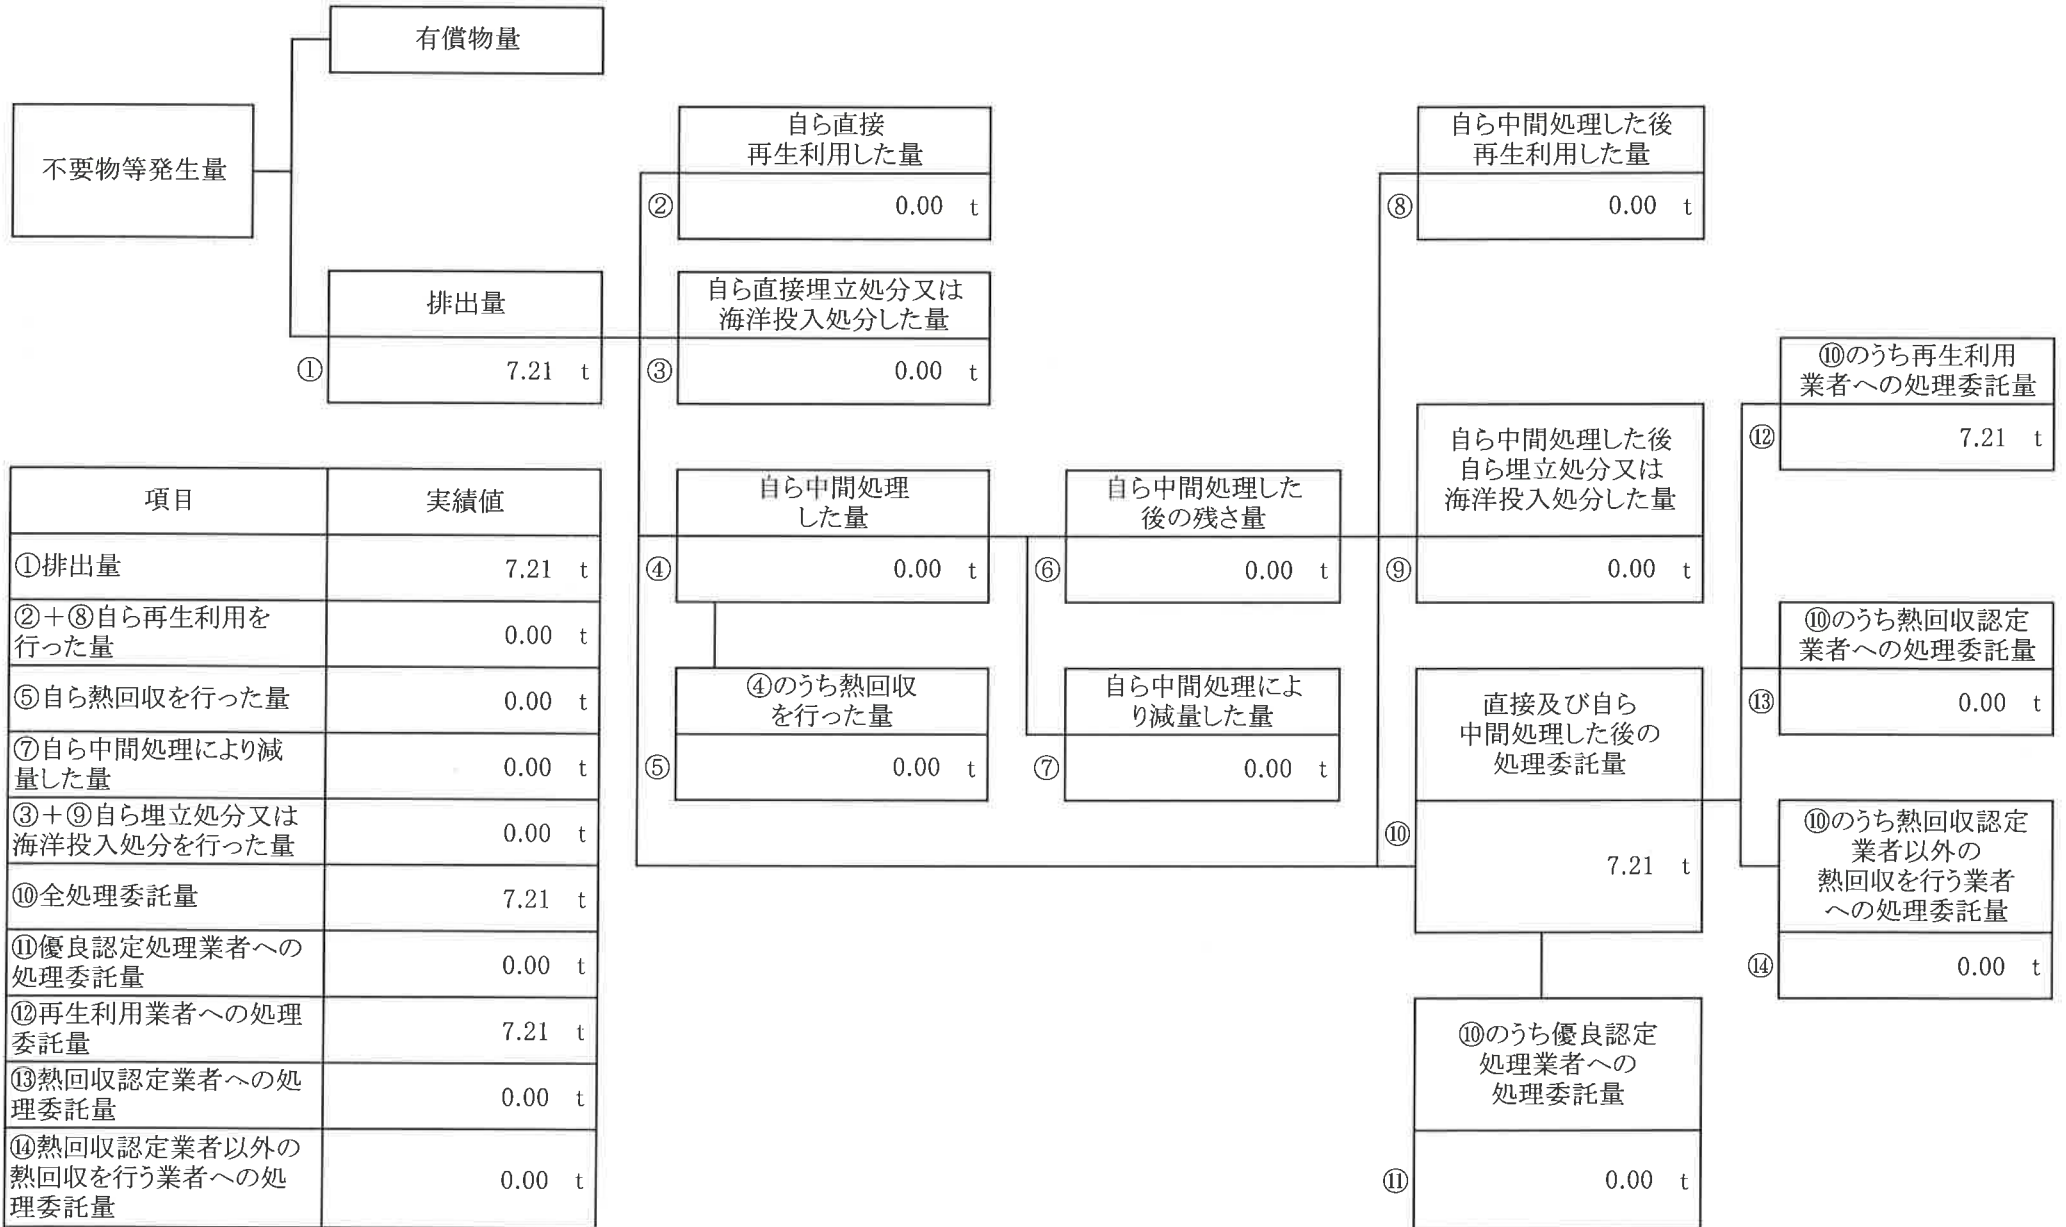 有償物量
不要物等発生量
排出量
① 7.21 t
自ら直接
再生利用した量
② 0.00 t
自ら直接埋立処分又は
海洋投入処分した量
③ 0.00 t
自ら中間処理
した量
④ 0.00 t
④のうち熱回収
を行った量
⑤ 0.00 t
自ら中間処理した
後の残さ量
⑥ 0.00 t
自ら中間処理によ
り減量した量
⑦ 0.00 t
自ら中間処理した後
再生利用した量
⑧ 0.00 t
自ら中間処理した後
自ら埋立処分又は
海洋投入処分した量
⑨ 0.00 t
直接及び自ら
中間処理した後の
処理委託量
⑩
7.21 t
⑩のうち優良認定
処理業者への
処理委託量
⑪ 0.00 t
⑩のうち再生利用
業者への処理委託量
⑫ 7.21 t
⑩のうち熱回収認定
業者への処理委託量
⑬ 0.00 t
⑩のうち熱回収認定
業者以外の
熱回収を行う業者
への処理委託量
⑭ 0.00 t
項目 実績値
①排出量 7.21 t
②+⑧自ら再生利用を
行った量 0.00 t
⑤自ら熱回収を行った量 0.00 t
⑦自ら中間処理により減
量した量 0.00 t
③+⑨自ら埋立処分又は
海洋投入処分を行った量 0.00 t
⑩全処理委託量 7.21 t
⑪優良認定処理業者への
処理委託量 0.00 t
⑫再生利用業者への処理
委託量 7.21 t
⑬熱回収認定業者への処
理委託量 0.00 t
⑭熱回収認定業者以外の
熱回収を行う業者への処
理委託量 0.00 t